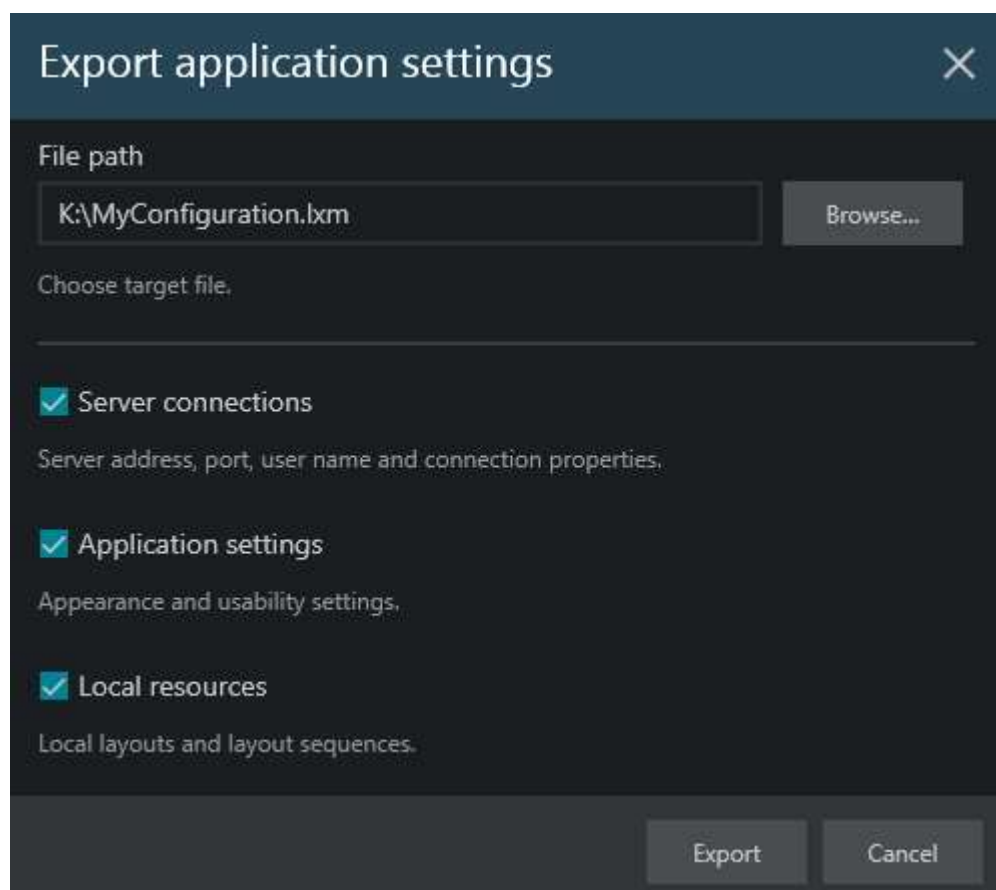 Export application settings
File path
K:\MyConfiguration.lxm
Browse...
Choose target file.
Server connections
Server address, port, user name and connection properties.
Application settings
Appearance and usability settings.
Local resources
Local layouts and layout sequences.
Export
Cancel